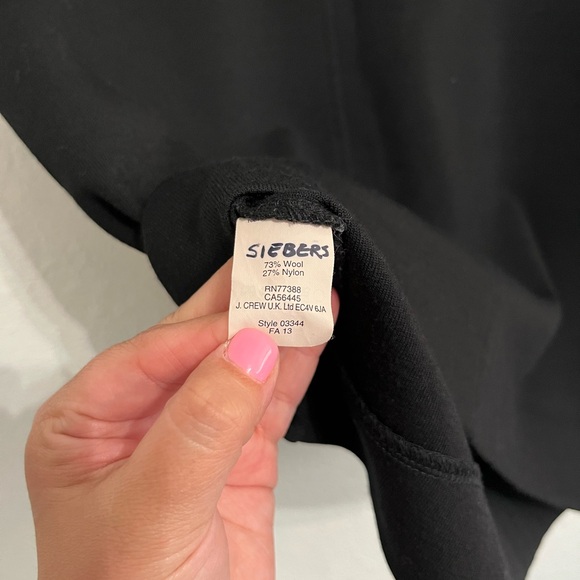 SIEBERS
73% Wool
27% Nylon
RN77388
CA56445
J. CREW U.K. Ltd EC4V 6JA
Style 03344
FA 13